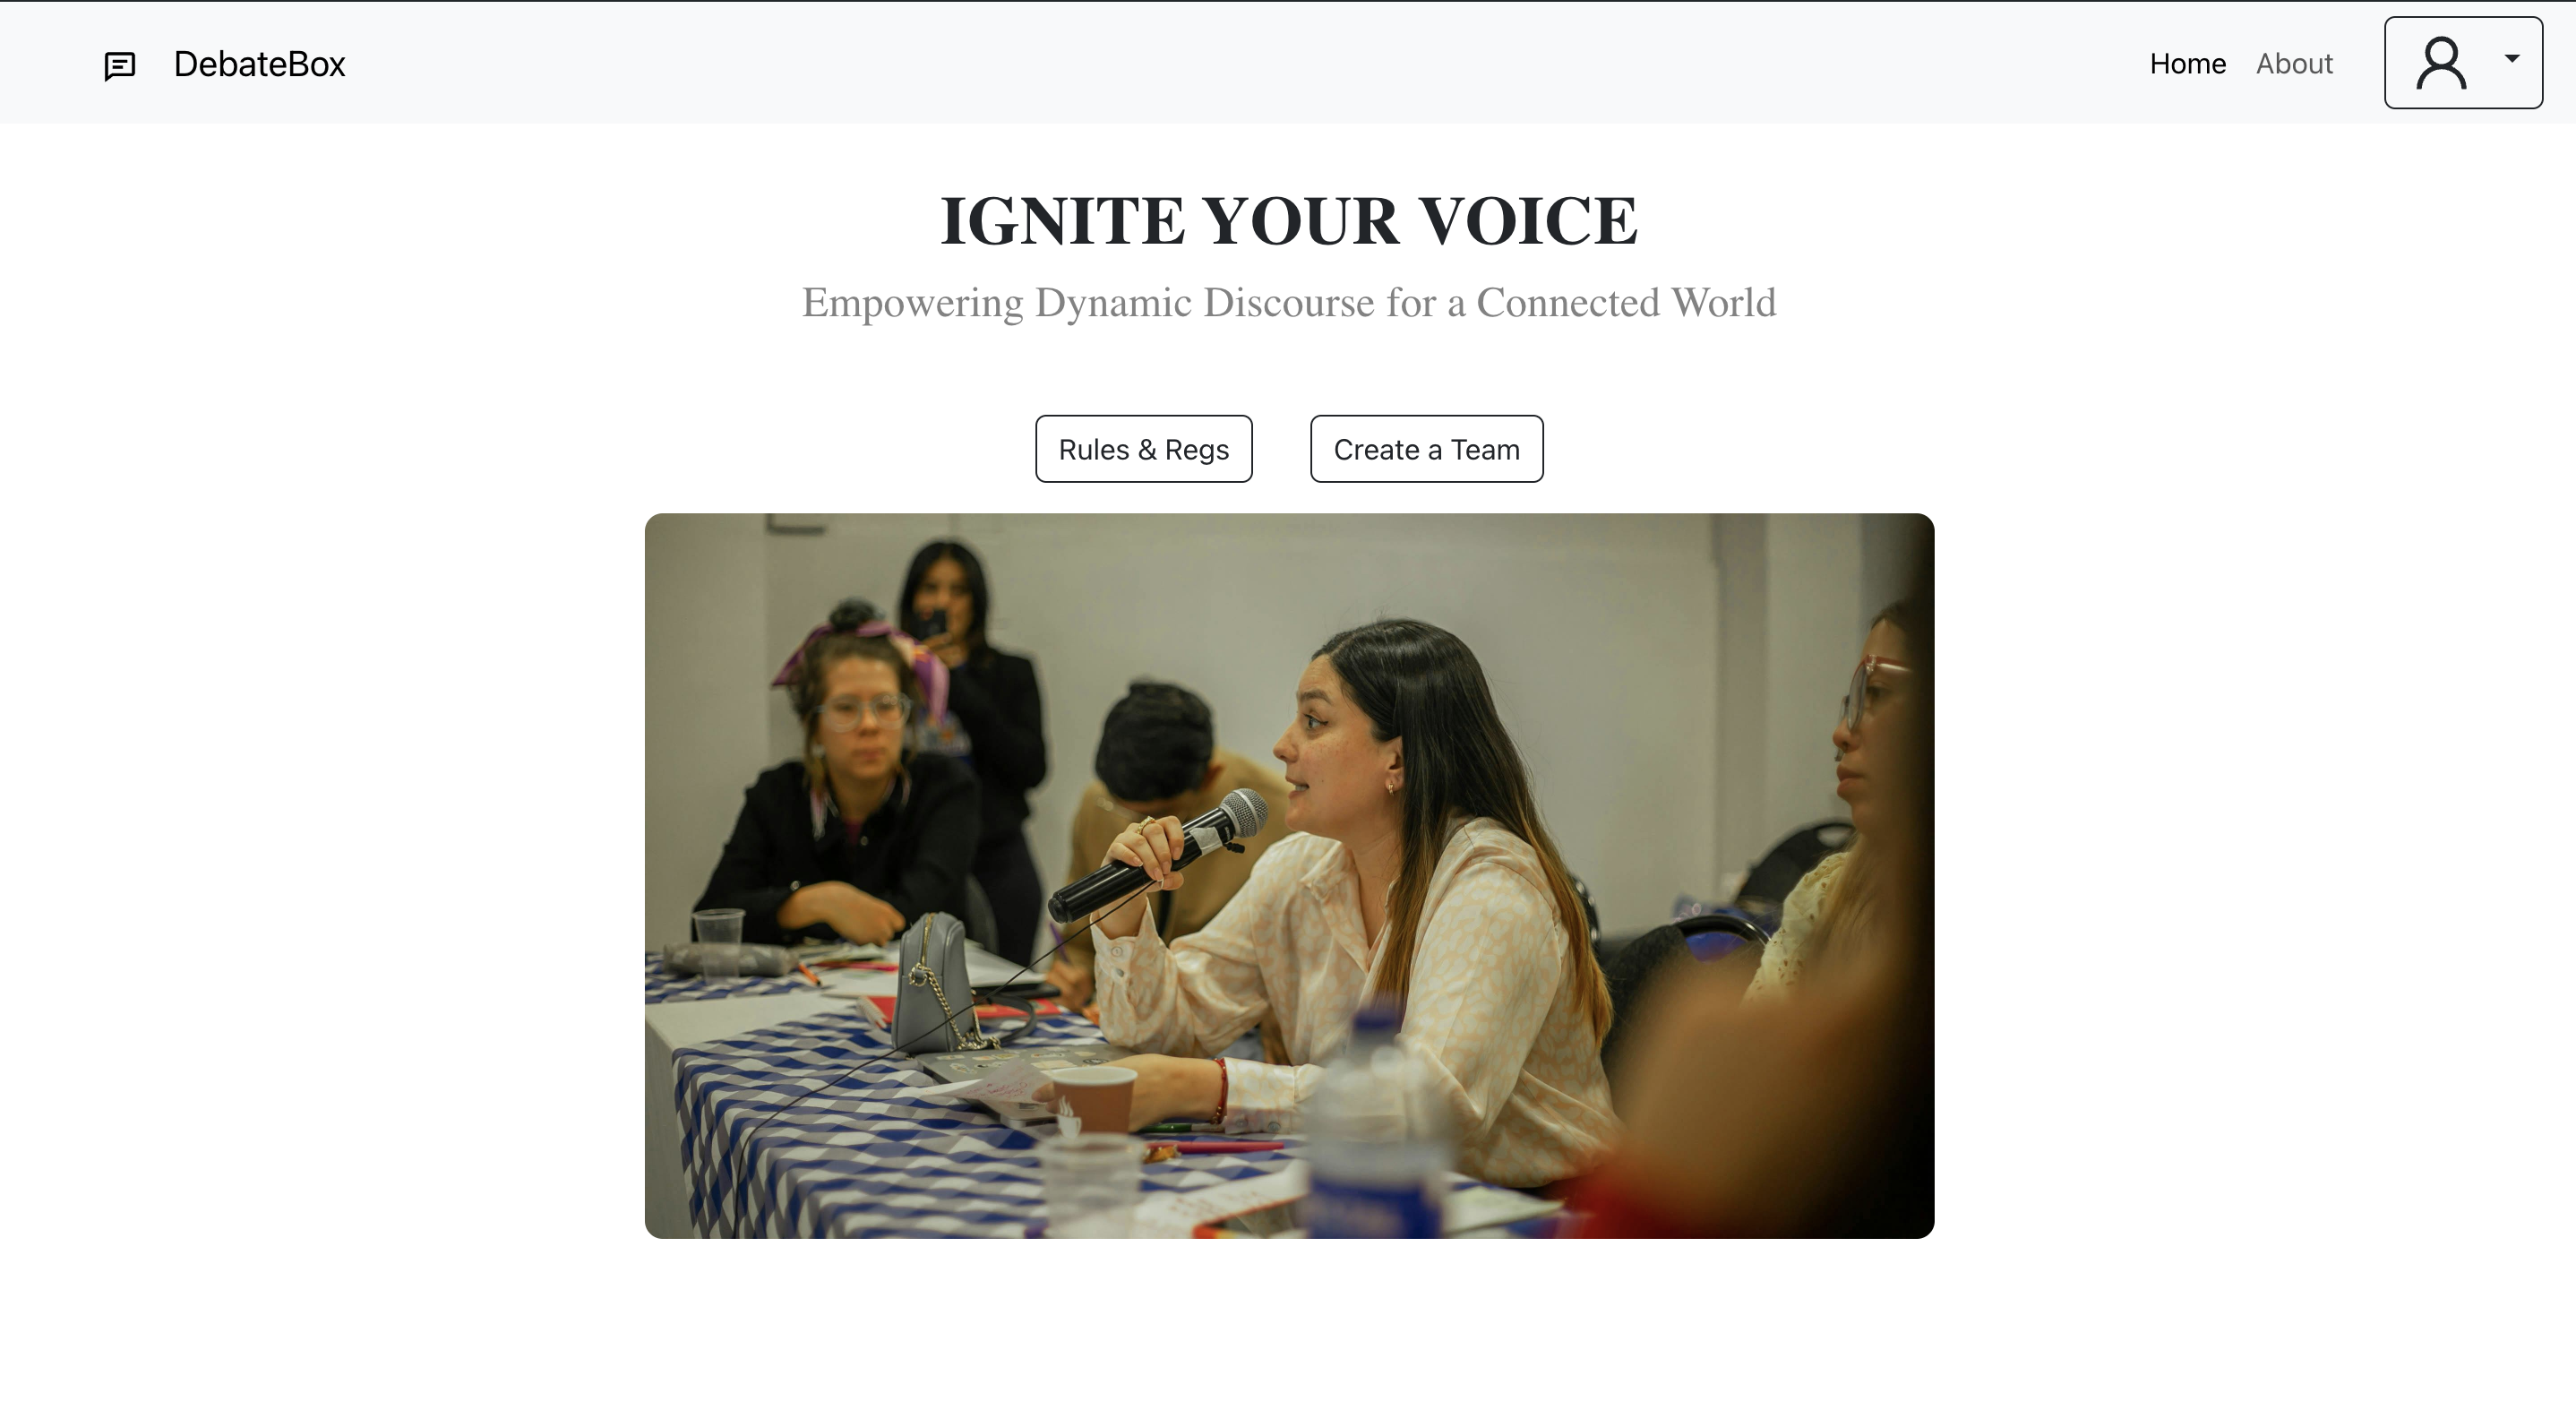 DebateBox
Home About
IGNITE YOUR VOICE
Empowering Dynamic Discourse for a Connected World
Rules & Regs Create a Team